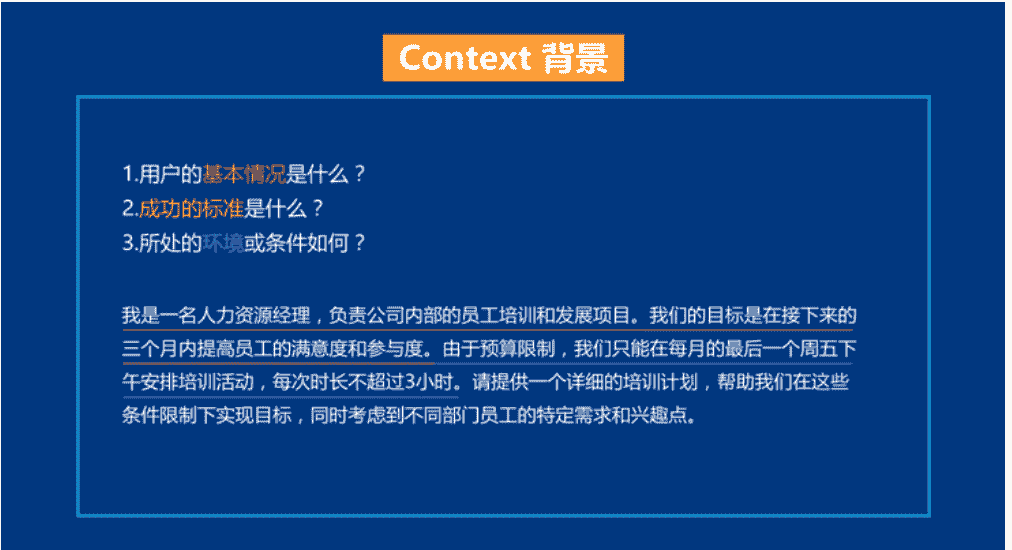 Context 背景
1.用户的基本情况是什么？
2.成功的标准是什么？
3.所处的环境或条件如何？
我是一名人力资源经理，负责公司内部的员工培训和发展项目。我们的目标是在接下来的
三个月内提高员工的满意度和参与度。由于预算限制，我们只能在每月的最后一个周五下
午安排培训活动，每次时长不超过3小时。请提供一个详细的培训计划，帮助我们在这些
条件限制下实现目标，同时考虑到不同部门员工的特定需求和兴趣点。